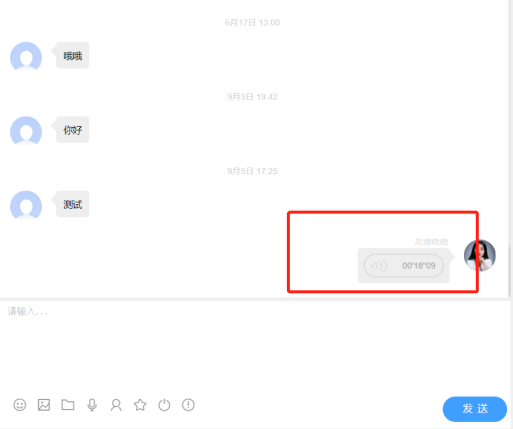 6月17日 13:00
哦哦
9月3日 19:42
你好
9月5日 17:25
测试
00'18"09
请输入...
发 送